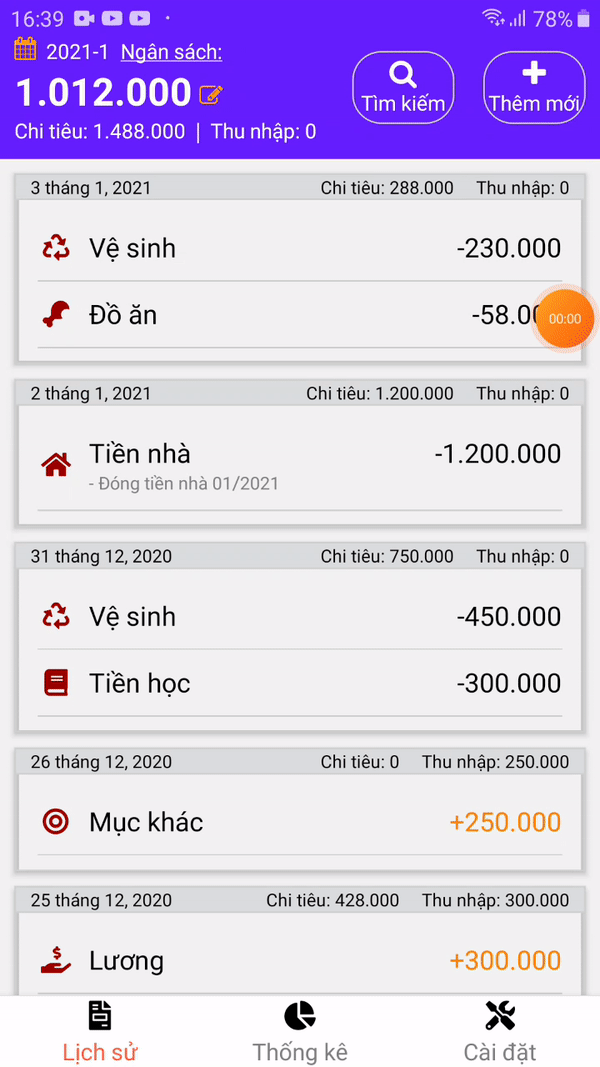 16:39 78%
2021-1 Ngân sách:
1.012.000
Tìm kiếm Thêm mới
Chi tiêu: 1.488.000 | Thu nhập: 0
3 tháng 1, 2021 Chi tiêu: 288.000 Thu nhập: 0
Vệ sinh -230.000
Đồ ăn -58.00
00:00
2 tháng 1, 2021 Chi tiêu: 1.200.000 Thu nhập: 0
Tiền nhà -1.200.000
- Đóng tiền nhà 01/2021
31 tháng 12, 2020 Chi tiêu: 750.000 Thu nhập: 0
Vệ sinh -450.000
Tiền học -300.000
26 tháng 12, 2020 Chi tiêu: 0 Thu nhập: 250.000
Mục khác +250.000
25 tháng 12, 2020 Chi tiêu: 428.000 Thu nhập: 300.000
Lương +300.000
Lịch sử Thống kê Cài đặt